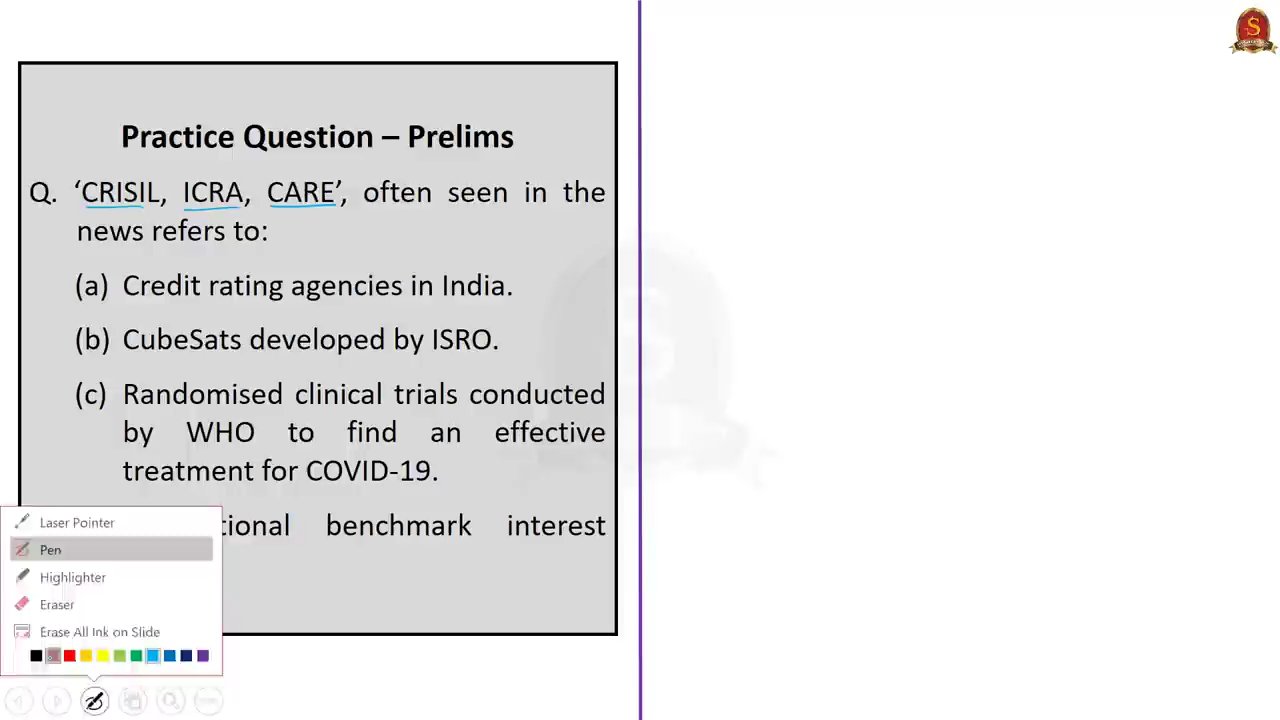 Practice Question – Prelims
Q. ‘CRISIL, ICRA, CARE’, often seen in the
news refers to:
(a) Credit rating agencies in India.
(b) CubeSats developed by ISRO.
(c) Randomised clinical trials conducted
by WHO to find an effective
treatment for COVID-19.
tional benchmark interest
Laser Pointer
Pen
Highlighter
Eraser
Erase All Ink on Slide
S